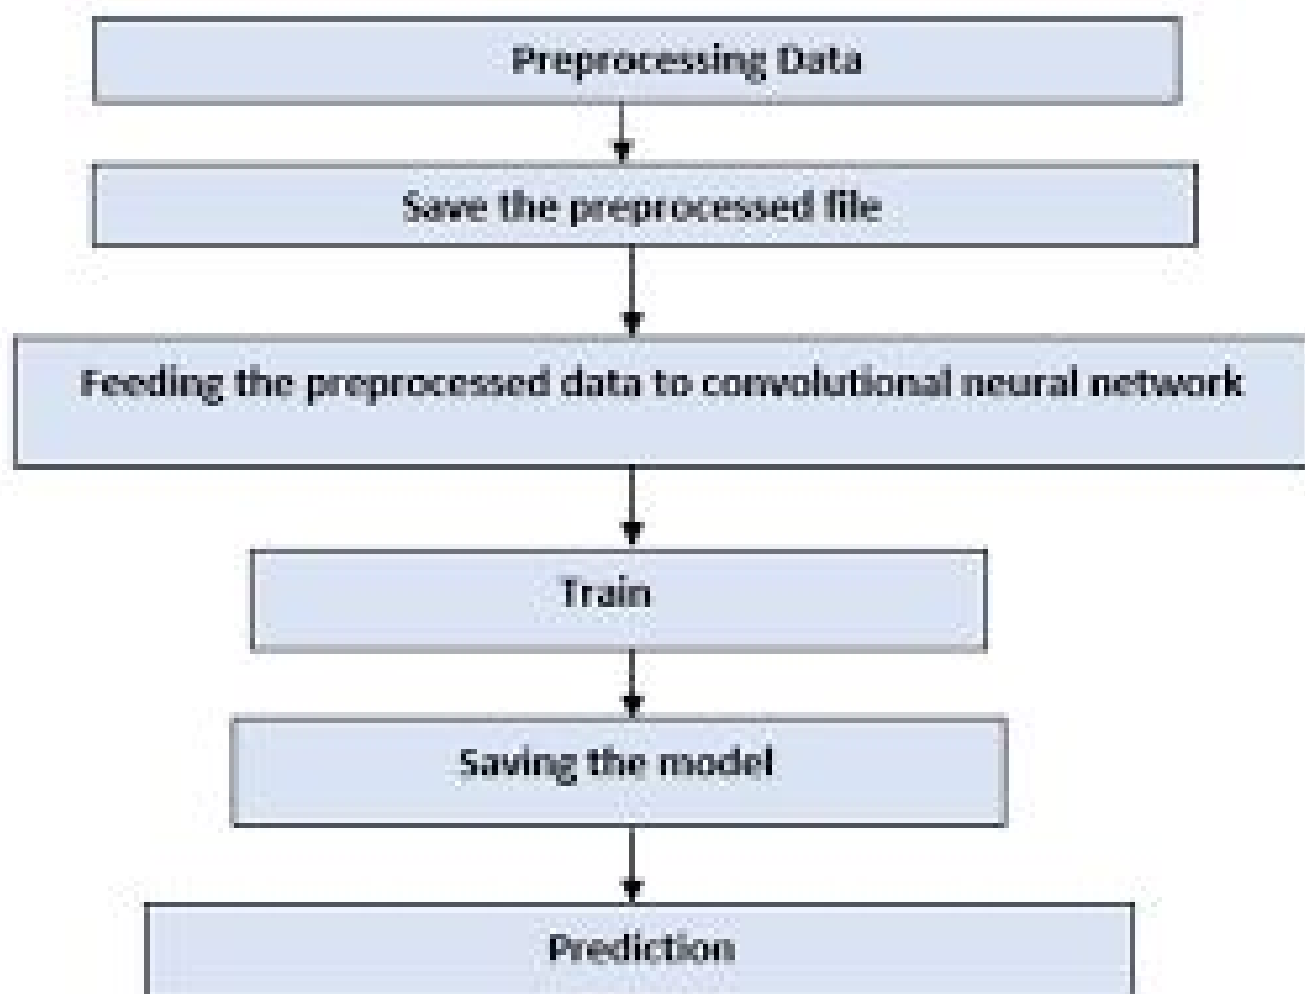 Preprocessing Data
Save the preprocessed file
Feeding the preprocessed data to convolutional neural network
Train
Saving the model
Prediction